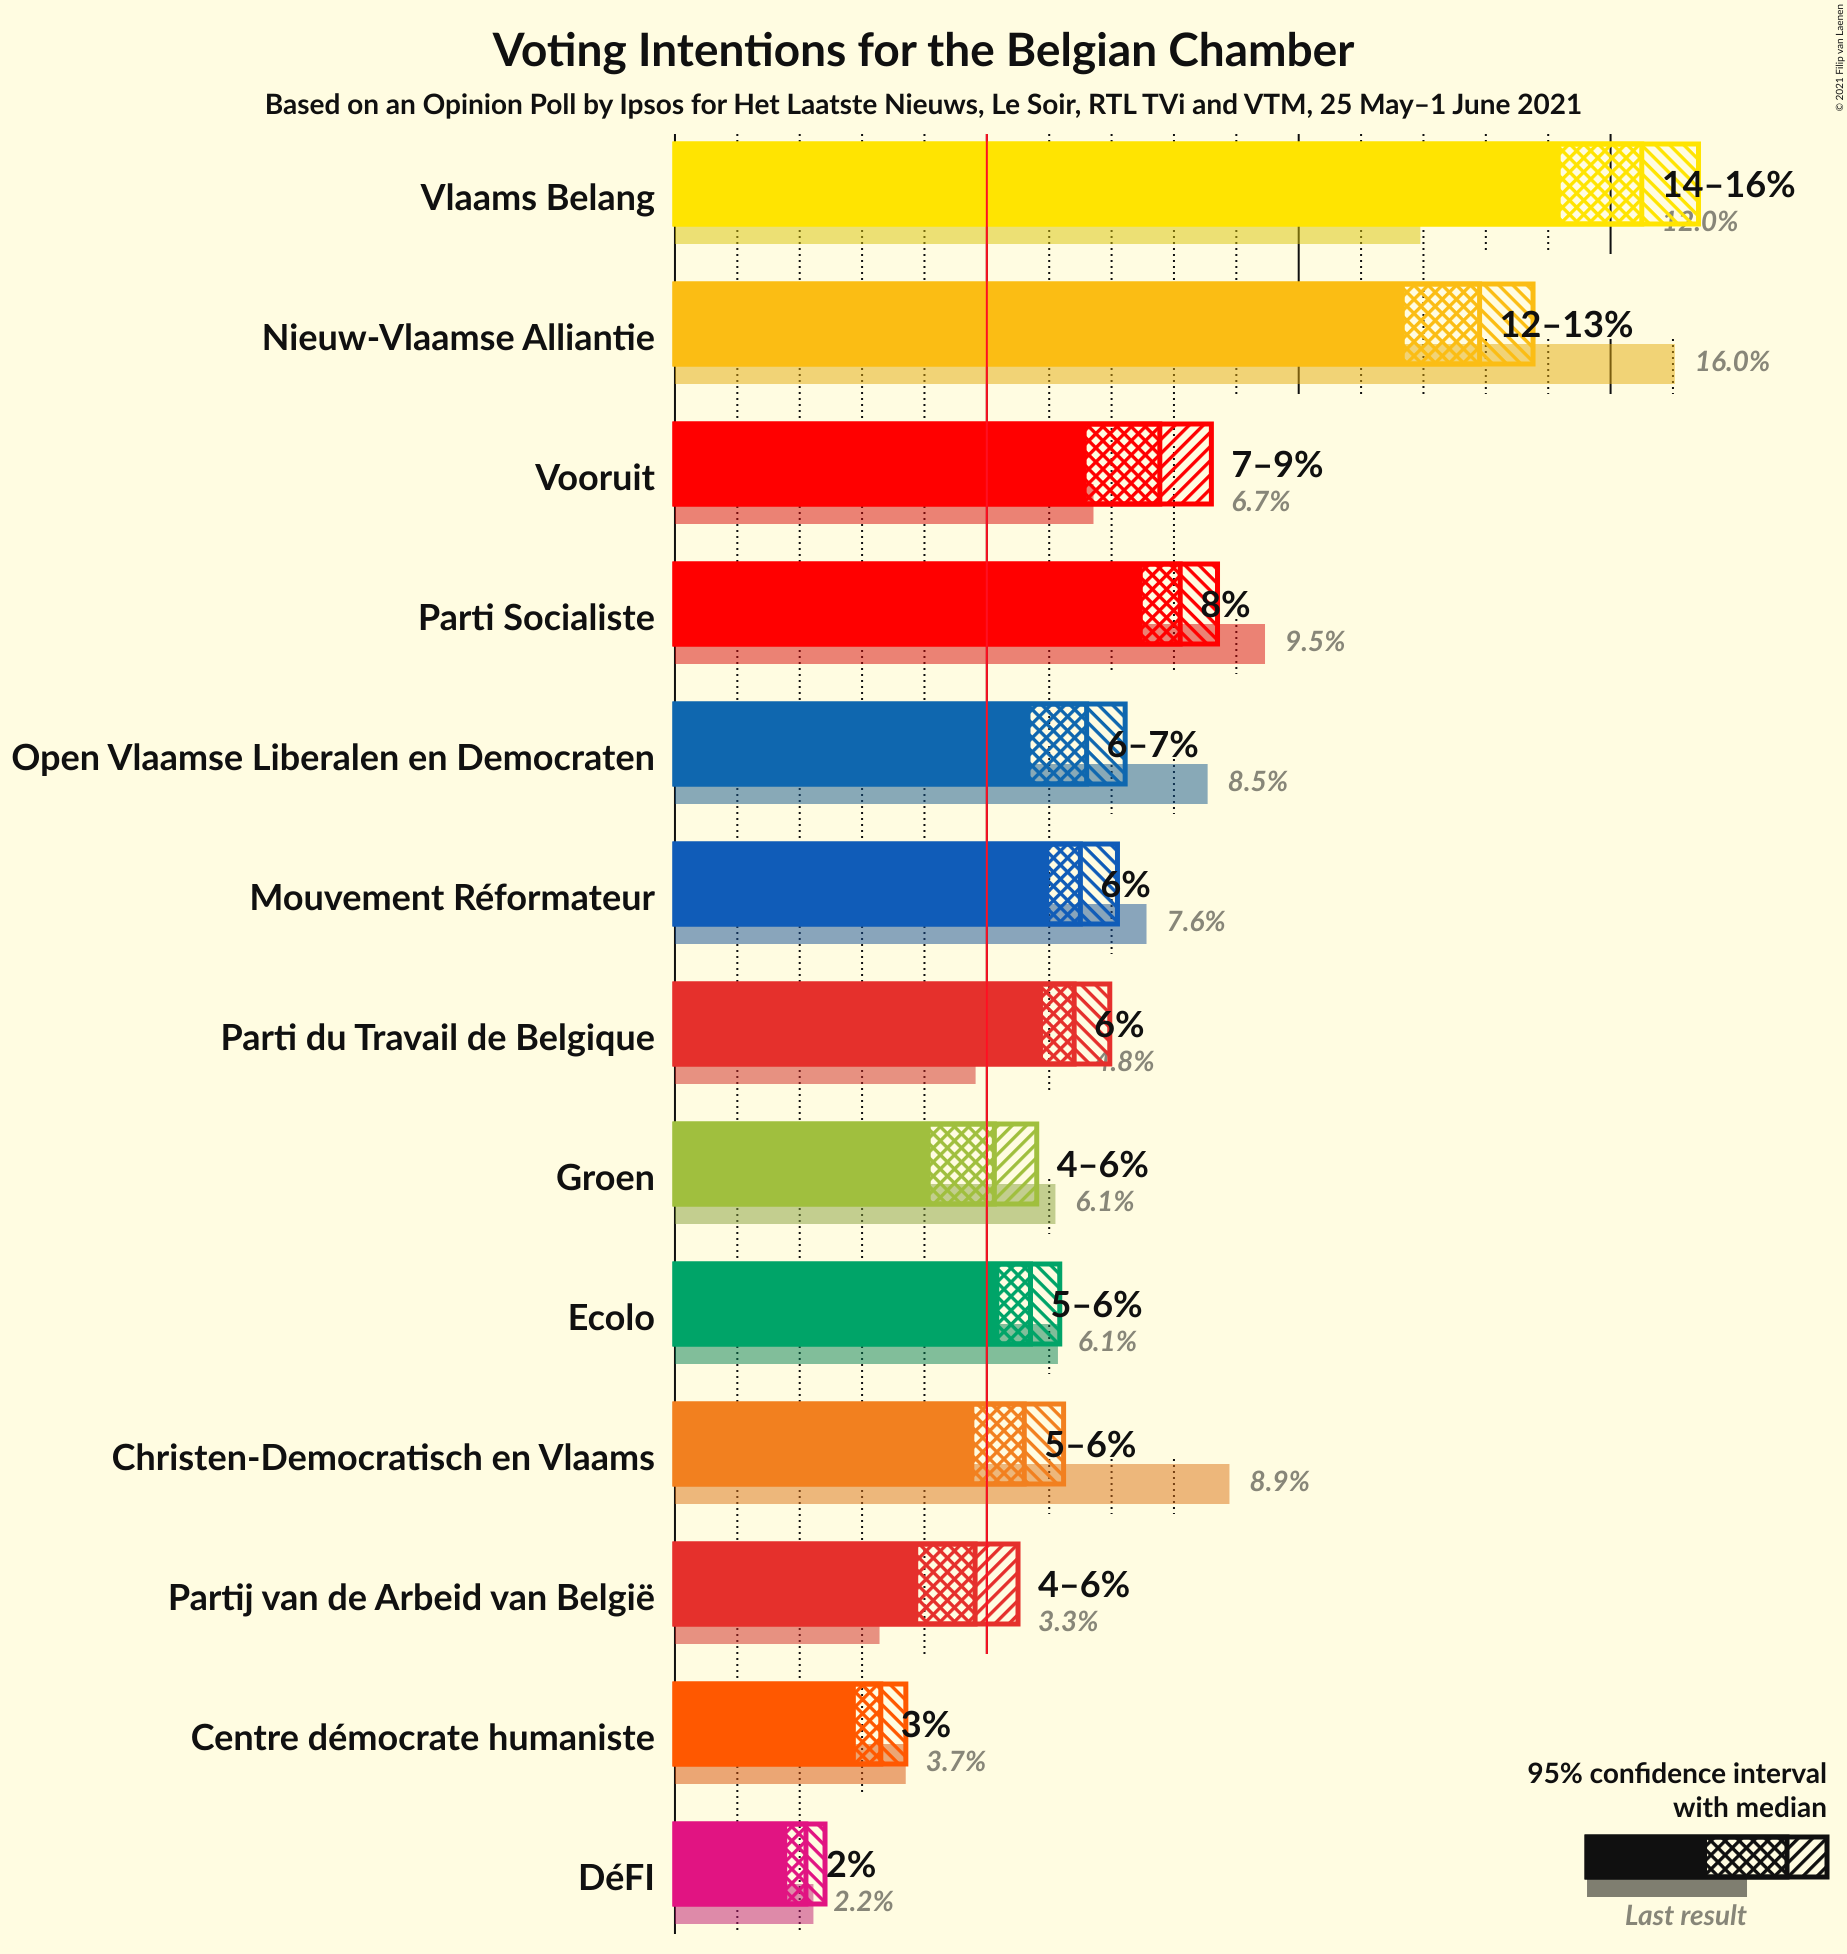 Voting Intentions for the Belgian Chamber
Based on an Opinion Poll by Ipsos for Het Laatste Nieuws, Le Soir, RTL TVi and VTM, 25 May–1 June 2021
© 2021 Filip van Laenen
Vlaams Belang
14–16%
12.0%
Nieuw-Vlaamse Alliantie
12–13%
16.0%
Vooruit
7–9%
6.7%
Parti Socialiste
8%
9.5%
Open Vlaamse Liberalen en Democraten
6–7%
8.5%
Mouvement Réformateur
6%
7.6%
Parti du Travail de Belgique
6%
4.8%
Groen
4–6%
6.1%
Ecolo
5–6%
6.1%
Christen-Democratisch en Vlaams
5–6%
8.9%
Partij van de Arbeid van België
4–6%
3.3%
Centre démocrate humaniste
3%
3.7%
DéFI
2%
2.2%
95% confidence interval
with median
Last result